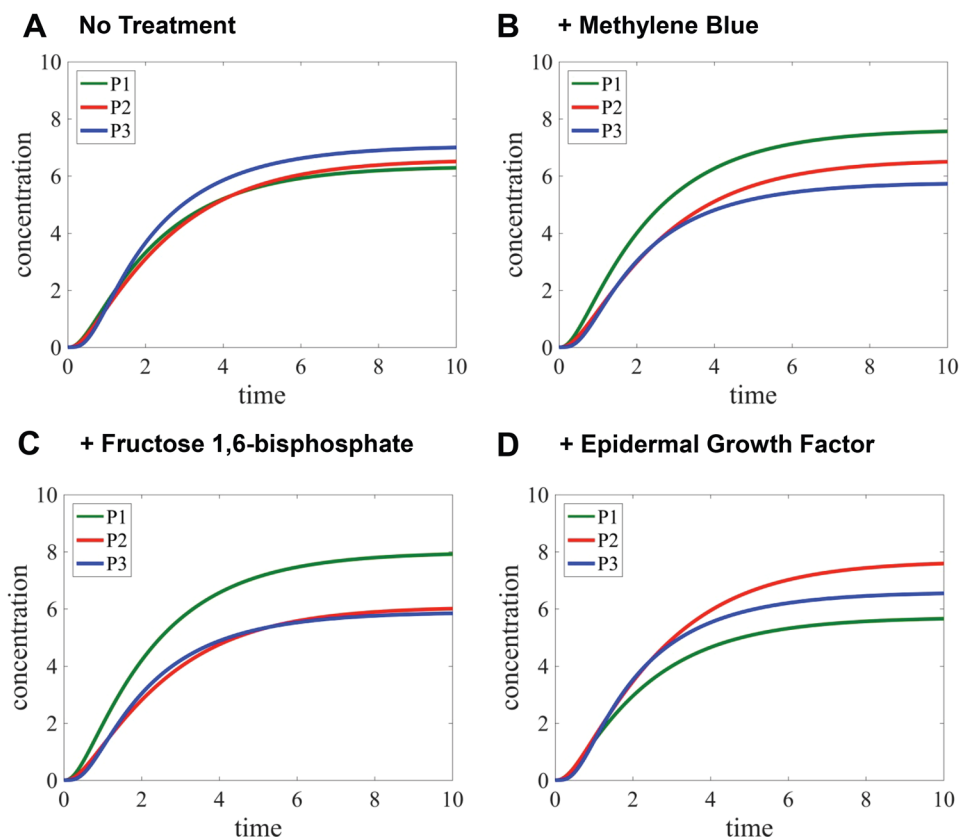 A No Treatment
10
8
6
4
2
0
concentration
P1
P2
P3
0 2 4 6 8 10
time
B + Methylene Blue
10
8
6
4
2
0
concentration
P1
P2
P3
0 2 4 6 8 10
time
C + Fructose 1,6-bisphosphate
10
8
6
4
2
0
concentration
P1
P2
P3
0 2 4 6 8 10
time
D + Epidermal Growth Factor
10
8
6
4
2
0
concentration
P1
P2
P3
0 2 4 6 8 10
time